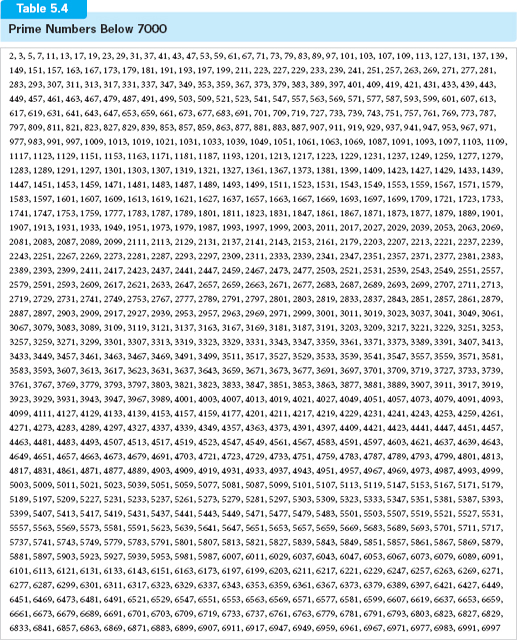 Table 5.4
Prime Numbers Below 7000
2, 3, 5, 7, 11, 13, 17, 19, 23, 29, 31, 37, 41, 43, 47, 53, 59, 61, 67, 71, 73, 79, 83, 89, 97, 101, 103, 107, 109, 113, 127, 131, 137, 139,
149, 151, 157, 163, 167, 173, 179, 181, 191, 193, 197, 199, 211, 223, 227, 229, 233, 239, 241, 251, 257, 263, 269, 271, 277, 281,
283, 293, 307, 311, 313, 317, 331, 337, 347, 349, 353, 359, 367, 373, 379, 383, 389, 397, 401, 409, 419, 421, 431, 433, 439, 443,
449, 457, 461, 463, 467, 479, 487, 491, 499, 503, 509, 521, 523, 541, 547, 557, 563, 569, 571, 577, 587, 593, 599, 601, 607, 613,
617, 619, 631, 641, 643, 647, 653, 659, 661, 673, 677, 683, 691, 701, 709, 719, 727, 733, 739, 743, 751, 757, 761, 769, 773, 787,
797, 809, 811, 821, 823, 827, 829, 839, 853, 857, 859, 863, 877, 881, 883, 887, 907, 911, 919, 929, 937, 941, 947, 953, 967, 971,
977, 983, 991, 997, 1009, 1013, 1019, 1021, 1031, 1033, 1039, 1049, 1051, 1061, 1063, 1069, 1087, 1091, 1093, 1097, 1103, 1109,
1117, 1123, 1129, 1151, 1153, 1163, 1171, 1181, 1187, 1193, 1201, 1213, 1217, 1223, 1229, 1231, 1237, 1249, 1259, 1277, 1279,
1283, 1289, 1291, 1297, 1301, 1303, 1307, 1319, 1321, 1327, 1361, 1367, 1373, 1381, 1399, 1409, 1423, 1427, 1429, 1433, 1439,
1447, 1451, 1453, 1459, 1471, 1481, 1483, 1487, 1489, 1493, 1499, 1511, 1523, 1531, 1543, 1549, 1553, 1559, 1567, 1571, 1579,
1583, 1597, 1601, 1607, 1609, 1613, 1619, 1621, 1627, 1637, 1657, 1663, 1667, 1669, 1693, 1697, 1699, 1709, 1721, 1723, 1733,
1741, 1747, 1753, 1759, 1777, 1783, 1787, 1789, 1801, 1811, 1823, 1831, 1847, 1861, 1867, 1871, 1873, 1877, 1879, 1889, 1901,
1907, 1913, 1931, 1933, 1949, 1951, 1973, 1979, 1987, 1993, 1997, 1999, 2003, 2011, 2017, 2027, 2029, 2039, 2053, 2063, 2069,
2081, 2083, 2087, 2089, 2099, 2111, 2113, 2129, 2131, 2137, 2141, 2143, 2153, 2161, 2179, 2203, 2207, 2213, 2221, 2237, 2239,
2243, 2251, 2267, 2269, 2273, 2281, 2287, 2293, 2297, 2309, 2311, 2333, 2339, 2341, 2347, 2351, 2357, 2371, 2377, 2381, 2383,
2389, 2393, 2399, 2411, 2417, 2423, 2437, 2441, 2447, 2459, 2467, 2473, 2477, 2503, 2521, 2531, 2539, 2543, 2549, 2551, 2557,
2579, 2591, 2593, 2609, 2617, 2621, 2633, 2647, 2657, 2659, 2663, 2671, 2677, 2683, 2687, 2689, 2693, 2699, 2707, 2711, 2713,
2719, 2729, 2731, 2741, 2749, 2753, 2767, 2777, 2789, 2791, 2797, 2801, 2803, 2819, 2833, 2837, 2843, 2851, 2857, 2861, 2879,
2887, 2897, 2903, 2909, 2917, 2927, 2939, 2953, 2957, 2963, 2969, 2971, 2999, 3001, 3011, 3019, 3023, 3037, 3041, 3049, 3061,
3067, 3079, 3083, 3089, 3109, 3119, 3121, 3137, 3163, 3167, 3169, 3181, 3187, 3191, 3203, 3209, 3217, 3221, 3229, 3251, 3253,
3257, 3259, 3271, 3299, 3301, 3307, 3313, 3319, 3323, 3329, 3331, 3343, 3347, 3359, 3361, 3371, 3373, 3389, 3391, 3407, 3413,
3433, 3449, 3457, 3461, 3463, 3467, 3469, 3491, 3499, 3511, 3517, 3527, 3529, 3533, 3539, 3541, 3547, 3557, 3559, 3571, 3581,
3583, 3593, 3607, 3613, 3617, 3623, 3631, 3637, 3643, 3659, 3671, 3673, 3677, 3691, 3697, 3701, 3709, 3719, 3727, 3733, 3739,
3761, 3767, 3769, 3779, 3793, 3797, 3803, 3821, 3823, 3833, 3847, 3851, 3853, 3863, 3877, 3881, 3889, 3907, 3911, 3917, 3919,
3923, 3929, 3931, 3943, 3947, 3967, 3989, 4001, 4003, 4007, 4013, 4019, 4021, 4027, 4049, 4051, 4057, 4073, 4079, 4091, 4093,
4099, 4111, 4127, 4129, 4133, 4139, 4153, 4157, 4159, 4177, 4201, 4211, 4217, 4219, 4229, 4231, 4241, 4243, 4253, 4259, 4261,
4271, 4273, 4283, 4289, 4297, 4327, 4337, 4339, 4349, 4357, 4363, 4373, 4391, 4397, 4409, 4421, 4423, 4441, 4447, 4451, 4457,
4463, 4481, 4483, 4493, 4507, 4513, 4517, 4519, 4523, 4547, 4549, 4561, 4567, 4583, 4591, 4597, 4603, 4621, 4637, 4639, 4643,
4649, 4651, 4657, 4663, 4673, 4679, 4691, 4703, 4721, 4723, 4729, 4733, 4751, 4759, 4783, 4787, 4789, 4793, 4799, 4801, 4813,
4817, 4831, 4861, 4871, 4877, 4889, 4903, 4909, 4919, 4931, 4933, 4937, 4943, 4951, 4957, 4967, 4969, 4973, 4987, 4993, 4999,
5003, 5009, 5011, 5021, 5023, 5039, 5051, 5059, 5077, 5081, 5087, 5099, 5101, 5107, 5113, 5119, 5147, 5153, 5167, 5171, 5179,
5189, 5197, 5209, 5227, 5231, 5233, 5237, 5261, 5273, 5279, 5281, 5297, 5303, 5309, 5323, 5333, 5347, 5351, 5381, 5387, 5393,
5399, 5407, 5413, 5417, 5419, 5431, 5437, 5441, 5443, 5449, 5471, 5477, 5479, 5483, 5501, 5503, 5507, 5519, 5521, 5527, 5531,
5557, 5563, 5569, 5573, 5581, 5591, 5623, 5639, 5641, 5647, 5651, 5653, 5657, 5659, 5669, 5683, 5689, 5693, 5701, 5711, 5717,
5737, 5741, 5743, 5749, 5779, 5783, 5791, 5801, 5807, 5813, 5821, 5827, 5839, 5843, 5849, 5851, 5857, 5861, 5867, 5869, 5879,
5881, 5897, 5903, 5923, 5927, 5939, 5953, 5981, 5987, 6007, 6011, 6029, 6037, 6043, 6047, 6053, 6067, 6073, 6079, 6089, 6091,
6101, 6113, 6121, 6131, 6133, 6143, 6151, 6163, 6173, 6197, 6199, 6203, 6211, 6217, 6221, 6229, 6247, 6257, 6263, 6269, 6271,
6277, 6287, 6299, 6301, 6311, 6317, 6323, 6329, 6337, 6343, 6353, 6359, 6361, 6367, 6373, 6379, 6389, 6397, 6421, 6427, 6449,
6451, 6469, 6473, 6481, 6491, 6521, 6529, 6547, 6551, 6553, 6563, 6569, 6571, 6577, 6581, 6599, 6607, 6619, 6637, 6653, 6659,
6661, 6673, 6679, 6689, 6691, 6701, 6703, 6709, 6719, 6733, 6737, 6761, 6763, 6779, 6781, 6791, 6793, 6803, 6823, 6827, 6829,
6833, 6841, 6857, 6863, 6869, 6871, 6883, 6899, 6907, 6911, 6917, 6947, 6949, 6959, 6961, 6967, 6971, 6977, 6983, 6991, 6997